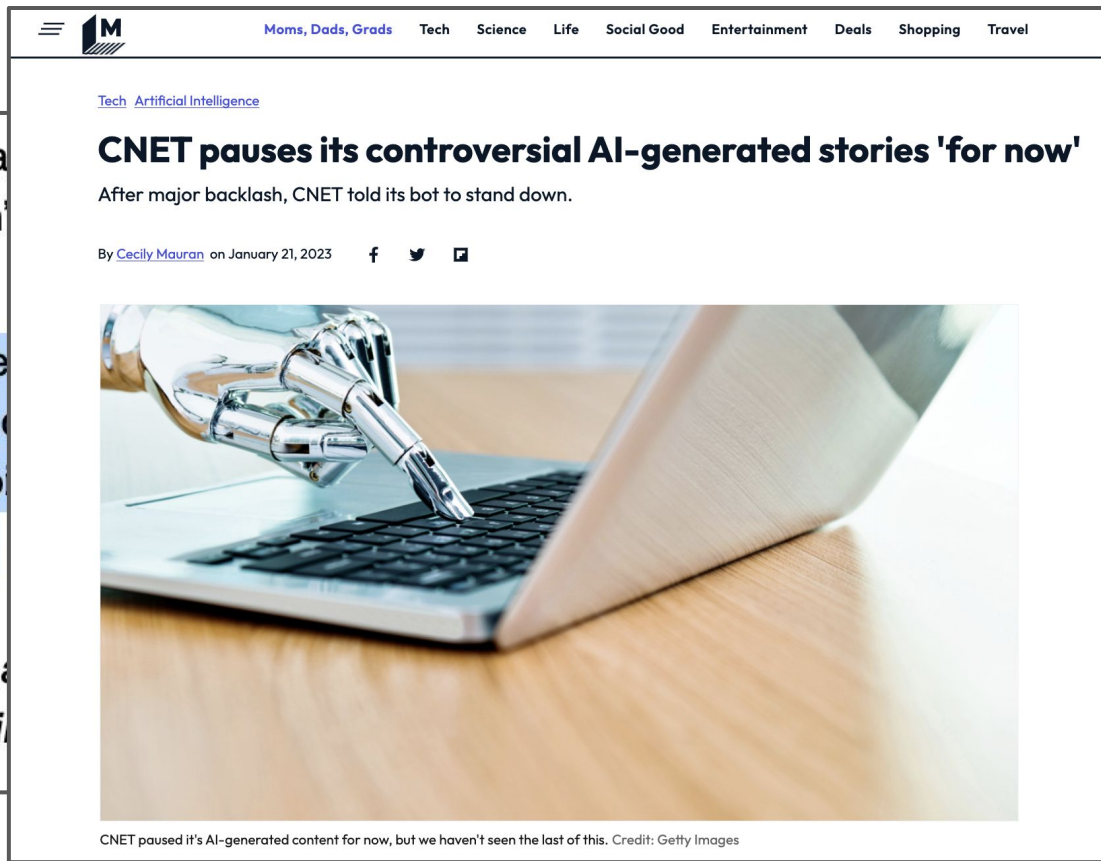 M
Moms, Dads, Grads Tech Science Life Social Good Entertainment Deals Shopping Travel
Tech Artificial Intelligence
CNET pauses its controversial AI-generated stories 'for now'
After major backlash, CNET told its bot to stand down.
By Cecily Mauran on January 21, 2023
CNET paused it's AI-generated content for now, but we haven't seen the last of this. Credit: Getty Images